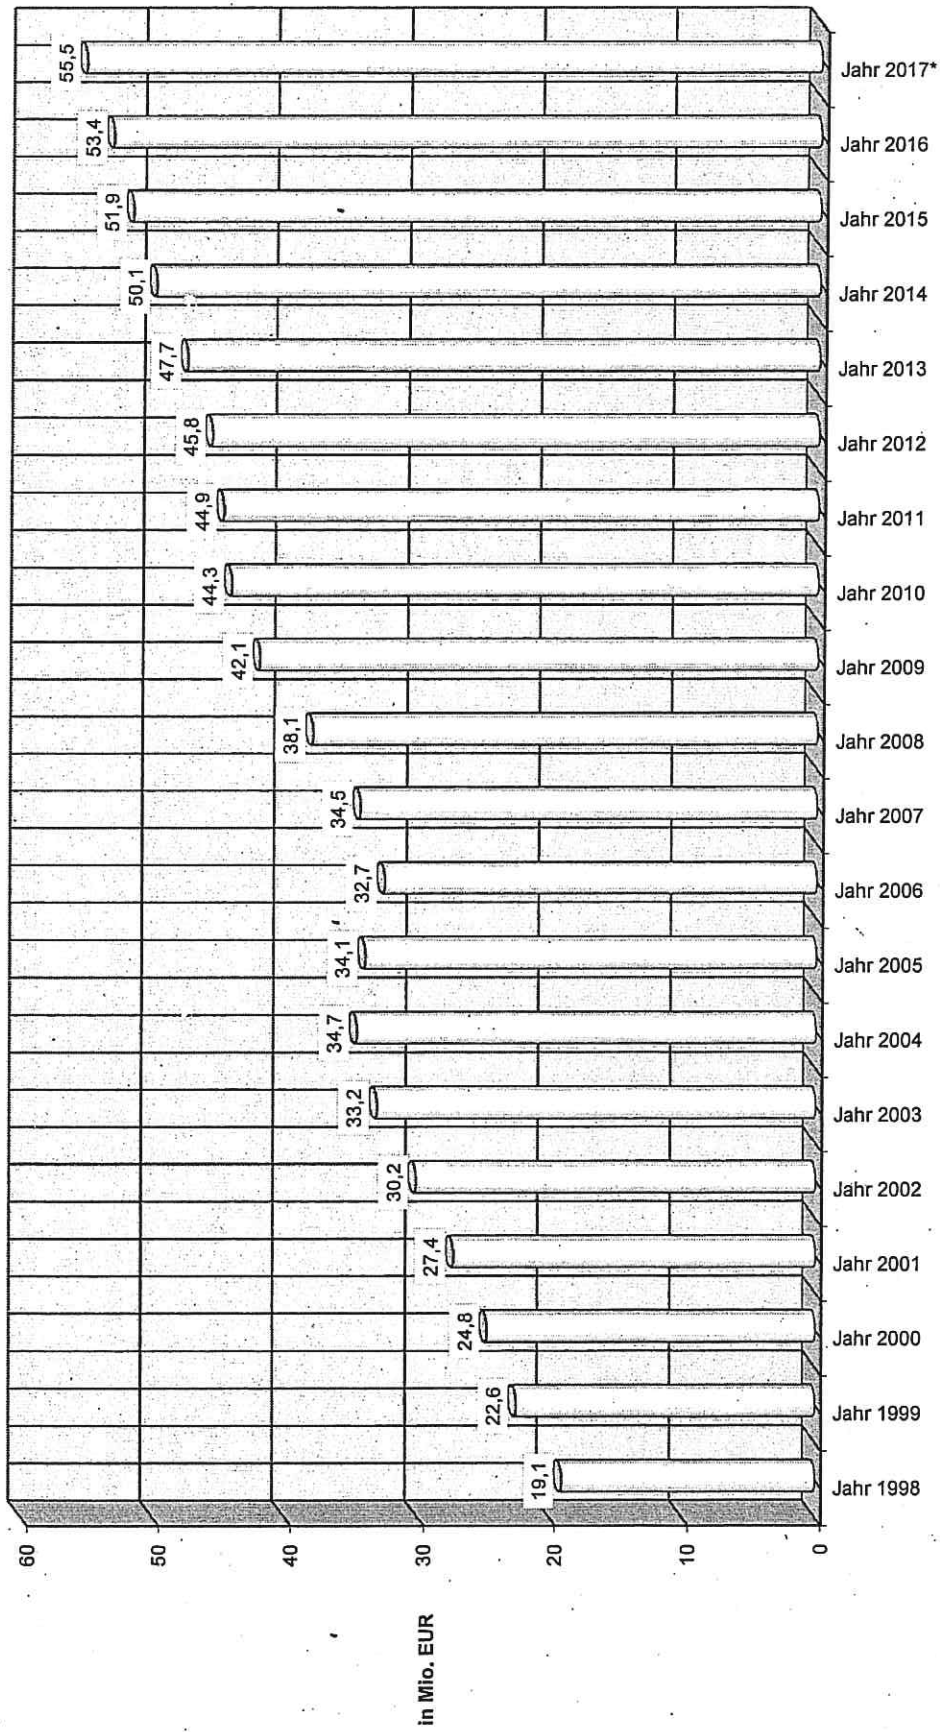 in Mio. EUR
60
50
40
30
20
10
0
19,1
22,6
24,8
27,4
30,2
33,2
34,7
34,1
32,7
34,5
38,1
42,1
44,3
44,9
45,8
47,7
50,1
51,9
53,4
55,5
Jahr 1998
Jahr 1999
Jahr 2000
Jahr 2001
Jahr 2002
Jahr 2003
Jahr 2004
Jahr 2005
Jahr 2006
Jahr 2007
Jahr 2008
Jahr 2009
Jahr 2010
Jahr 2011
Jahr 2012
Jahr 2013
Jahr 2014
Jahr 2015
Jahr 2016
Jahr 2017*